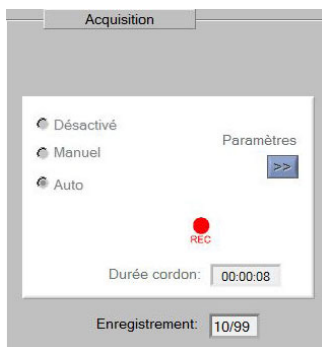 Acquisition
Désactivé
Manuel
Paramètres
>>
Auto
REC
Durée cordon: 00:00:08
Enregistrement: 10/99